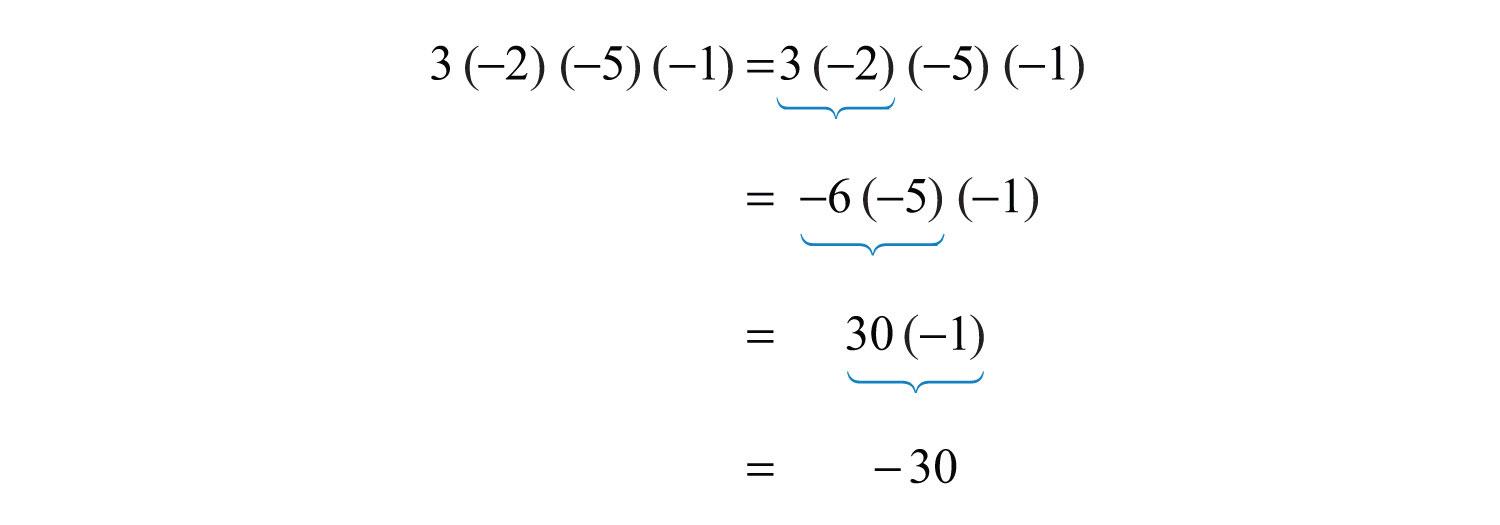 3 (−2) (−5) (−1) = 3 (−2) (−5) (−1)
= −6 (−5) (−1)
= 30 (−1)
= −30